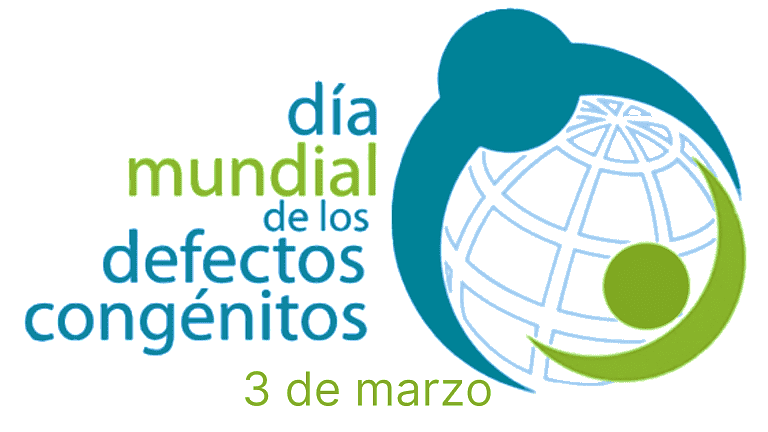 día
mundial
de los
defectos
congénitos
3 de marzo